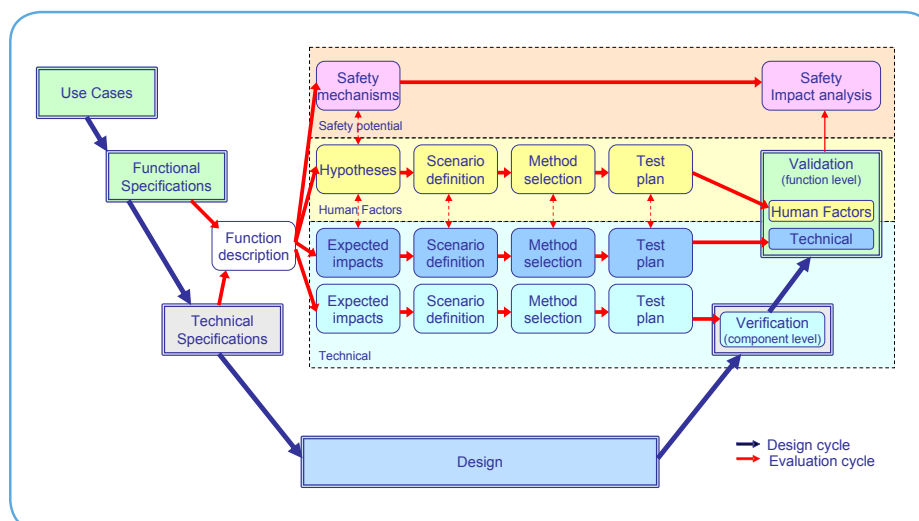 Use Cases
Functional
Specifications
Technical
Specifications
Function
description
Safety
mechanisms
Safety
Impact analysis
Safety potential
Hypotheses
Scenario
definition
Method
selection
Test
plan
Human Factors
Expected
impacts
Scenario
definition
Method
selection
Test
plan
Expected
impacts
Scenario
definition
Method
selection
Test
plan
Technical
Validation
(function level)
Human Factors
Technical
Verification
(component level)
Design
Design cycle
Evaluation cycle